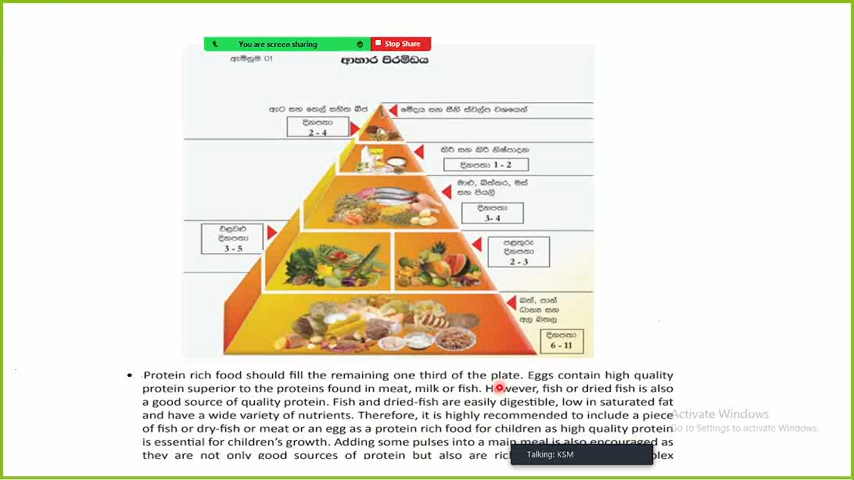 You are screen sharing
Stop Share
ඇමුණුම 01
ආහාර පිරමිඩය
ඇට සහ තෙල් සහිත බීජ
දිනපතා
2 - 4
මේදය සහ සීනි ස්වල්ප වශයෙන්
කිරි සහ කිරි නිෂ්පාදන
දිනපතා 1 - 2
මාළු, බිත්තර, මස්
සහ පියලි
දිනපතා
3- 4
එළවළු
දිනපතා
3 - 5
පළතුරු
දිනපතා
2 - 3
බත්, පාන්
ධාන්‍ය සහ
අල බතල
දිනපතා
6 - 11
• Protein rich food should fill the remaining one third of the plate. Eggs contain high quality
protein superior to the proteins found in meat, milk or fish. However, fish or dried fish is also
a good source of quality protein. Fish and dried-fish are easily digestible, low in saturated fat
and have a wide variety of nutrients. Therefore, it is highly recommended to include a piece
of fish or dry-fish or meat or an egg as a protein rich food for children as high quality protein
is essential for children's growth. Adding some pulses into a main meal is also encouraged as
they are not only good sources of protein but also are
Activate Windows
Go to Settings to activate Windows.
Talking: KSM